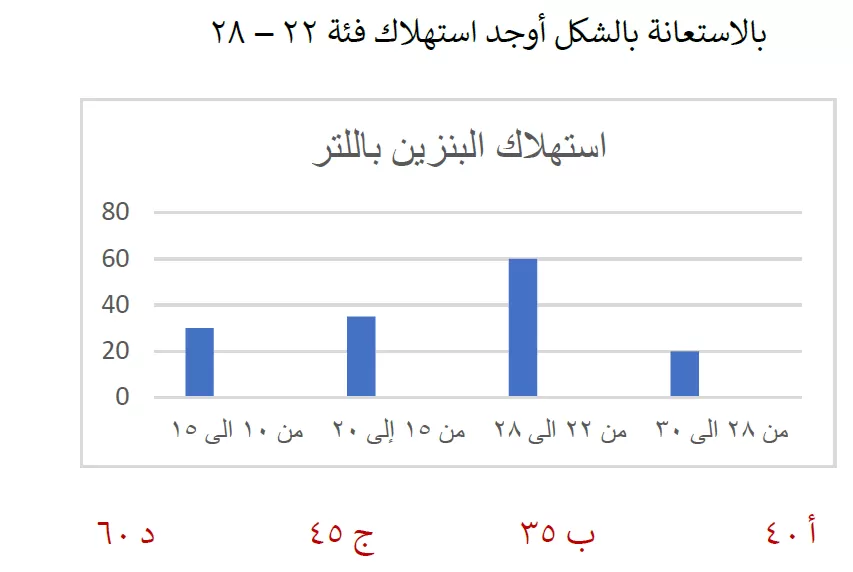 بالاستعانة بالشكل أوجد استهلاك فئة ٢٢ – ٢٨
استهلاك البنزين باللتر
80
60
40
20
0
من ١٠ الى ١٥ من ١٥ إلى ٢٠ من ٢٢ الى ٢٨ من ٢٨ الى ٣٠
أ ٤٠ ب ٣٥ ج ٤٥ د ٦٠